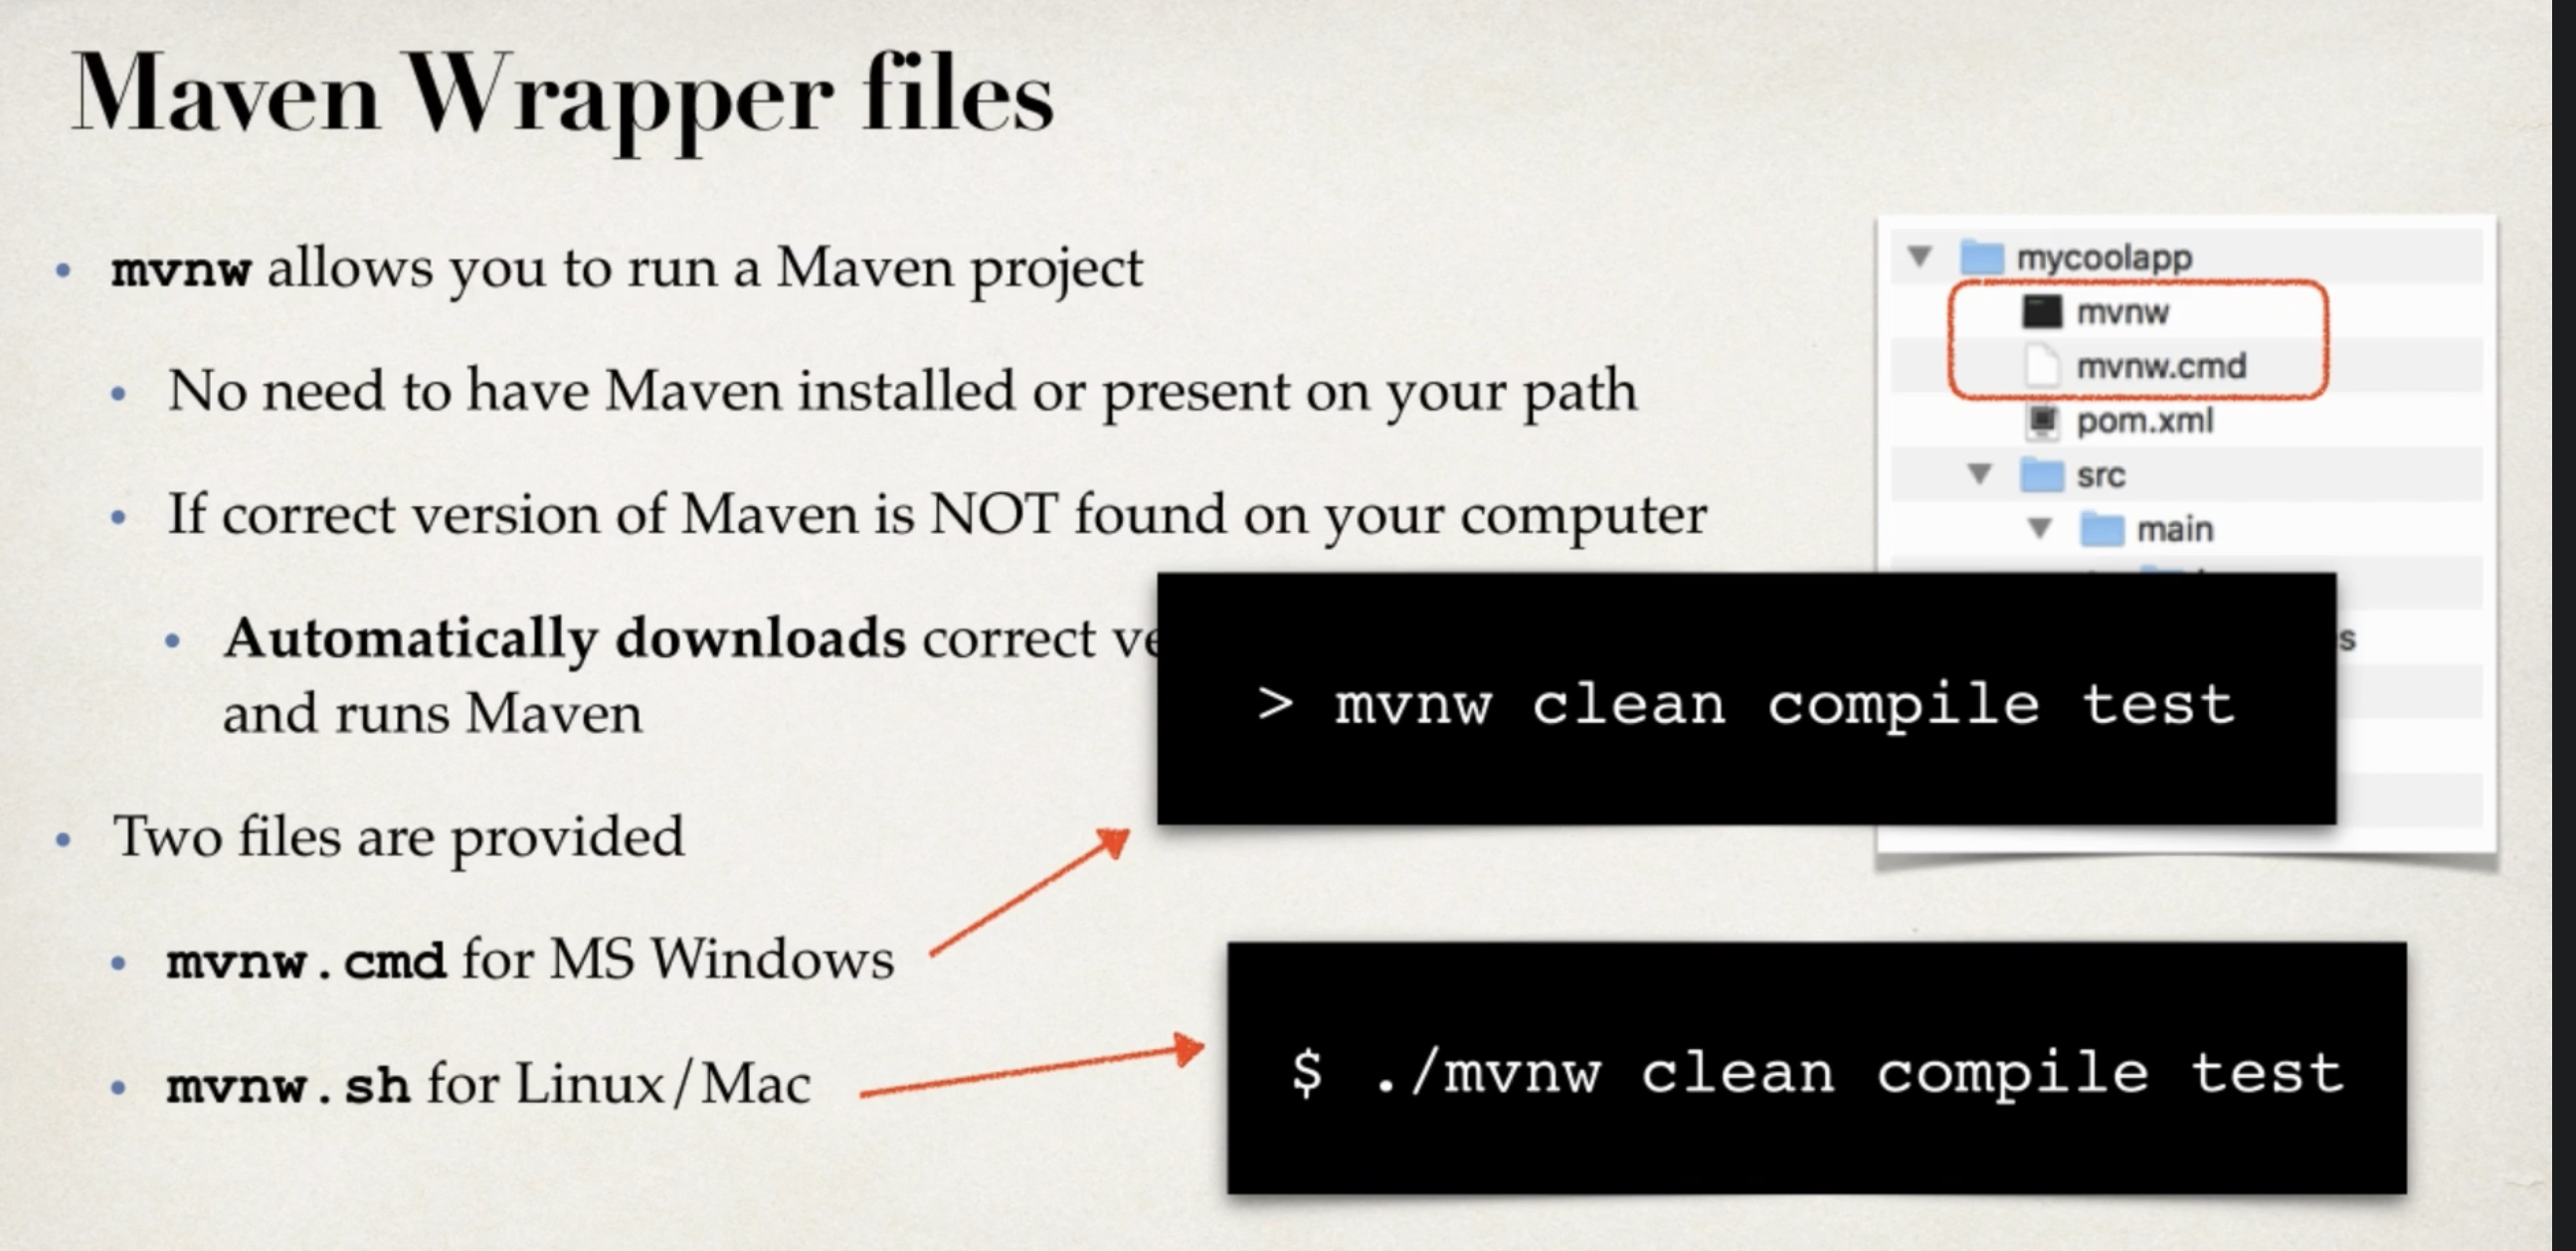 Maven Wrapper files
• mvnw allows you to run a Maven project
• No need to have Maven installed or present on your path
• If correct version of Maven is NOT found on your computer
• Automatically downloads correct
and runs Maven
• Two files are provided
• mvnw.cmd for MS Windows
• mvnw.sh for Linux/Mac
mycoolapp
mvnw
mvnw.cmd
pom.xml
src
main
> mvnw clean compile test
$ ./mvnw clean compile test